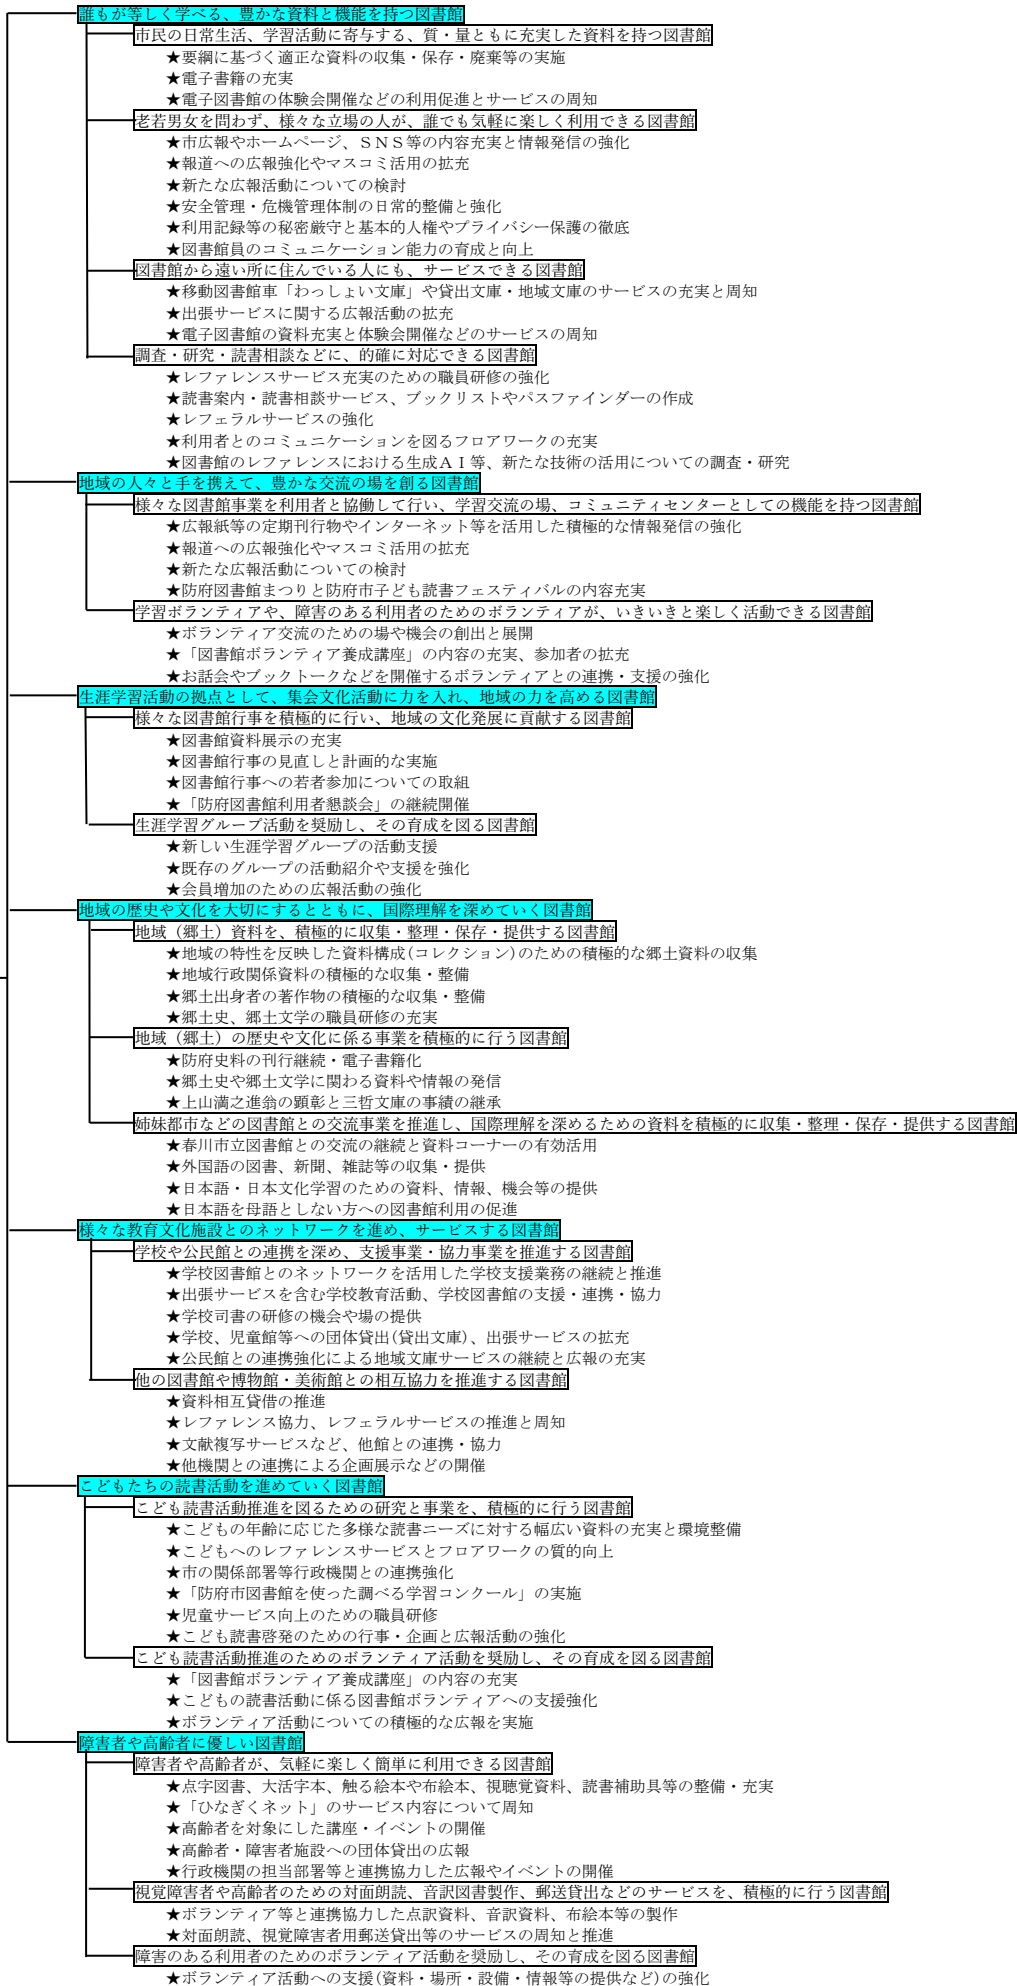 誰もが等しく学べる、豊かな資料と機能を持つ図書館
市民の日常生活、学習活動に寄与する、質・量ともに充実した資料を持つ図書館
★要綱に基づく適正な資料の収集・保存・廃棄等の実施
★電子書籍の充実
★電子図書館の体験会開催などの利用促進とサービスの周知
老若男女を問わず、様々な立場の人が、誰でも気軽に楽しく利用できる図書館
★市広報やホームページ、ＳＮＳ等の内容充実と情報発信の強化
★報道への広報強化やマスコミ活用の拡充
★新たな広報活動についての検討
★安全管理・危機管理体制の日常的整備と強化
★利用記録等の秘密厳守と基本的人権やプライバシー保護の徹底
★図書館員のコミュニケーション能力の育成と向上
図書館から遠い所に住んでいる人にも、サービスできる図書館
★移動図書館車「わっしょい文庫」や貸出文庫・地域文庫のサービスの充実と周知
★出張サービスに関する広報活動の拡充
★電子図書館の資料充実と体験会開催などのサービスの周知
調査・研究・読書相談などに、的確に対応できる図書館
★レファレンスサービス充実のための職員研修の強化
★読書案内・読書相談サービス、ブックリストやパスファインダーの作成
★レフェラルサービスの強化
★利用者とのコミュニケーションを図るフロアワークの充実
★図書館のレファレンスにおける生成ＡＩ等、新たな技術の活用についての調査・研究
地域の人々と手を携えて、豊かな交流の場を創る図書館
様々な図書館事業を利用者と協働して行い、学習交流の場、コミュニティセンターとしての機能を持つ図書館
★広報紙等の定期刊行物やインターネット等を活用した積極的な情報発信の強化
★報道への広報強化やマスコミ活用の拡充
★新たな広報活動についての検討
★防府図書館まつりと防府市子ども読書フェスティバルの内容充実
学習ボランティアや、障害のある利用者のためのボランティアが、いきいきと楽しく活動できる図書館
★ボランティア交流のための場や機会の創出と展開
★「図書館ボランティア養成講座」の内容の充実、参加者の拡充
★お話会やブックトークなどを開催するボランティアとの連携・支援の強化
生涯学習活動の拠点として、集会文化活動に力を入れ、地域の力を高める図書館
様々な図書館行事を積極的に行い、地域の文化発展に貢献する図書館
★図書館資料展示の充実
★図書館行事の見直しと計画的な実施
★図書館行事への若者参加についての取組
★「防府図書館利用者懇談会」の継続開催
生涯学習グループ活動を奨励し、その育成を図る図書館
★新しい生涯学習グループの活動支援
★既存のグループの活動紹介や支援を強化
★会員増加のための広報活動の強化
地域の歴史や文化を大切にするとともに、国際理解を深めていく図書館
地域（郷土）資料を、積極的に収集・整理・保存・提供する図書館
★地域の特性を反映した資料構成(コレクション)のための積極的な郷土資料の収集
★地域行政関係資料の積極的な収集・整備
★郷土出身者の著作物の積極的な収集・整備
★郷土史、郷土文学の職員研修の充実
地域（郷土）の歴史や文化に係る事業を積極的に行う図書館
★防府史料の刊行継続・電子書籍化
★郷土史や郷土文学に関わる資料や情報の発信
★上山満之進翁の顕彰と三哲文庫の事績の継承
姉妹都市などの図書館との交流事業を推進し、国際理解を深めるための資料を積極的に収集・整理・保存・提供する図書館
★春川市立図書館との交流の継続と資料コーナーの有効活用
★外国語の図書、新聞、雑誌等の収集・提供
★日本語・日本文化学習のための資料、情報、機会等の提供
★日本語を母語としない方への図書館利用の促進
様々な教育文化施設とのネットワークを進め、サービスする図書館
学校や公民館との連携を深め、支援事業・協力事業を推進する図書館
★学校図書館とのネットワークを活用した学校支援業務の継続と推進
★出張サービスを含む学校教育活動、学校図書館の支援・連携・協力
★学校司書の研修の機会や場の提供
★学校、児童館等への団体貸出(貸出文庫)、出張サービスの拡充
★公民館との連携強化による地域文庫サービスの継続と広報の充実
他の図書館や博物館・美術館との相互協力を推進する図書館
★資料相互貸借の推進
★レファレンス協力、レフェラルサービスの推進と周知
★文献複写サービスなど、他館との連携・協力
★他機関との連携による企画展示などの開催
こどもたちの読書活動を進めていく図書館
こども読書活動推進を図るための研究と事業を、積極的に行う図書館
★こどもの年齢に応じた多様な読書ニーズに対する幅広い資料の充実と環境整備
★こどもへのレファレンスサービスとフロアワークの質的向上
★市の関係部署等行政機関との連携強化
★「防府市図書館を使った調べる学習コンクール」の実施
★児童サービス向上のための職員研修
★こども読書啓発のための行事・企画と広報活動の強化
こども読書活動推進のためのボランティア活動を奨励し、その育成を図る図書館
★「図書館ボランティア養成講座」の内容の充実
★こどもの読書活動に係る図書館ボランティアへの支援強化
★ボランティア活動についての積極的な広報を実施
障害者や高齢者に優しい図書館
障害者や高齢者が、気軽に楽しく簡単に利用できる図書館
★点字図書、大活字本、触る絵本や布絵本、視聴覚資料、読書補助具等の整備・充実
★「ひなぎくネット」のサービス内容について周知
★高齢者を対象にした講座・イベントの開催
★高齢者・障害者施設への団体貸出の広報
★行政機関の担当部署等と連携協力した広報やイベントの開催
視覚障害者や高齢者のための対面朗読、音訳図書製作、郵送貸出などのサービスを、積極的に行う図書館
★ボランティア等と連携協力した点訳資料、音訳資料、布絵本等の製作
★対面朗読、視覚障害者用郵送貸出等のサービスの周知と推進
障害のある利用者のためのボランティア活動を奨励し、その育成を図る図書館
★ボランティア活動への支援(資料・場所・設備・情報等の提供など)の強化